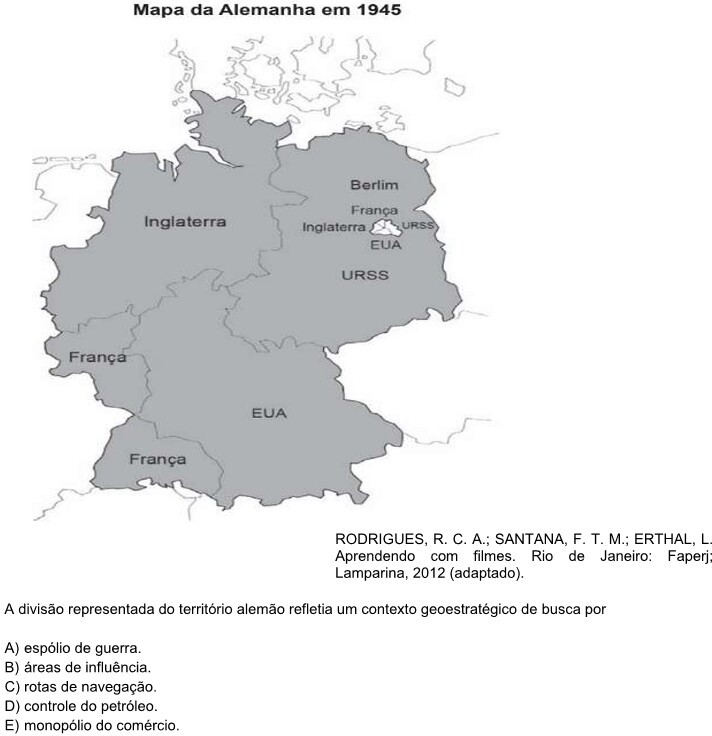 Mapa da Alemanha em 1945
Berlim
França
Inglaterra
Inglaterra
URSS
EUA
URSS
França
EUA
França
RODRIGUES, R. C. A.; SANTANA, F. T. M.; ERTHAL, L.
Aprendendo com filmes. Rio de Janeiro: Faperj;
Lamparina, 2012 (adaptado).
A divisão representada do território alemão refletia um contexto geoestratégico de busca por
A) espólio de guerra.
B) áreas de influência.
C) rotas de navegação.
D) controle do petróleo.
E) monopólio do comércio.